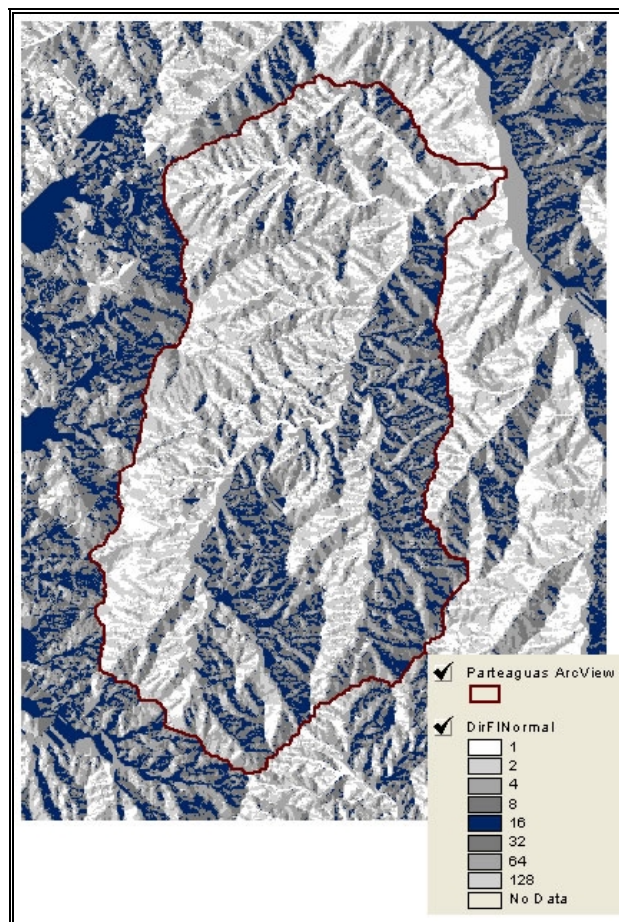 Parteaguas ArcView
DirFlNormal
1
2
4
8
16
32
64
128
No Data